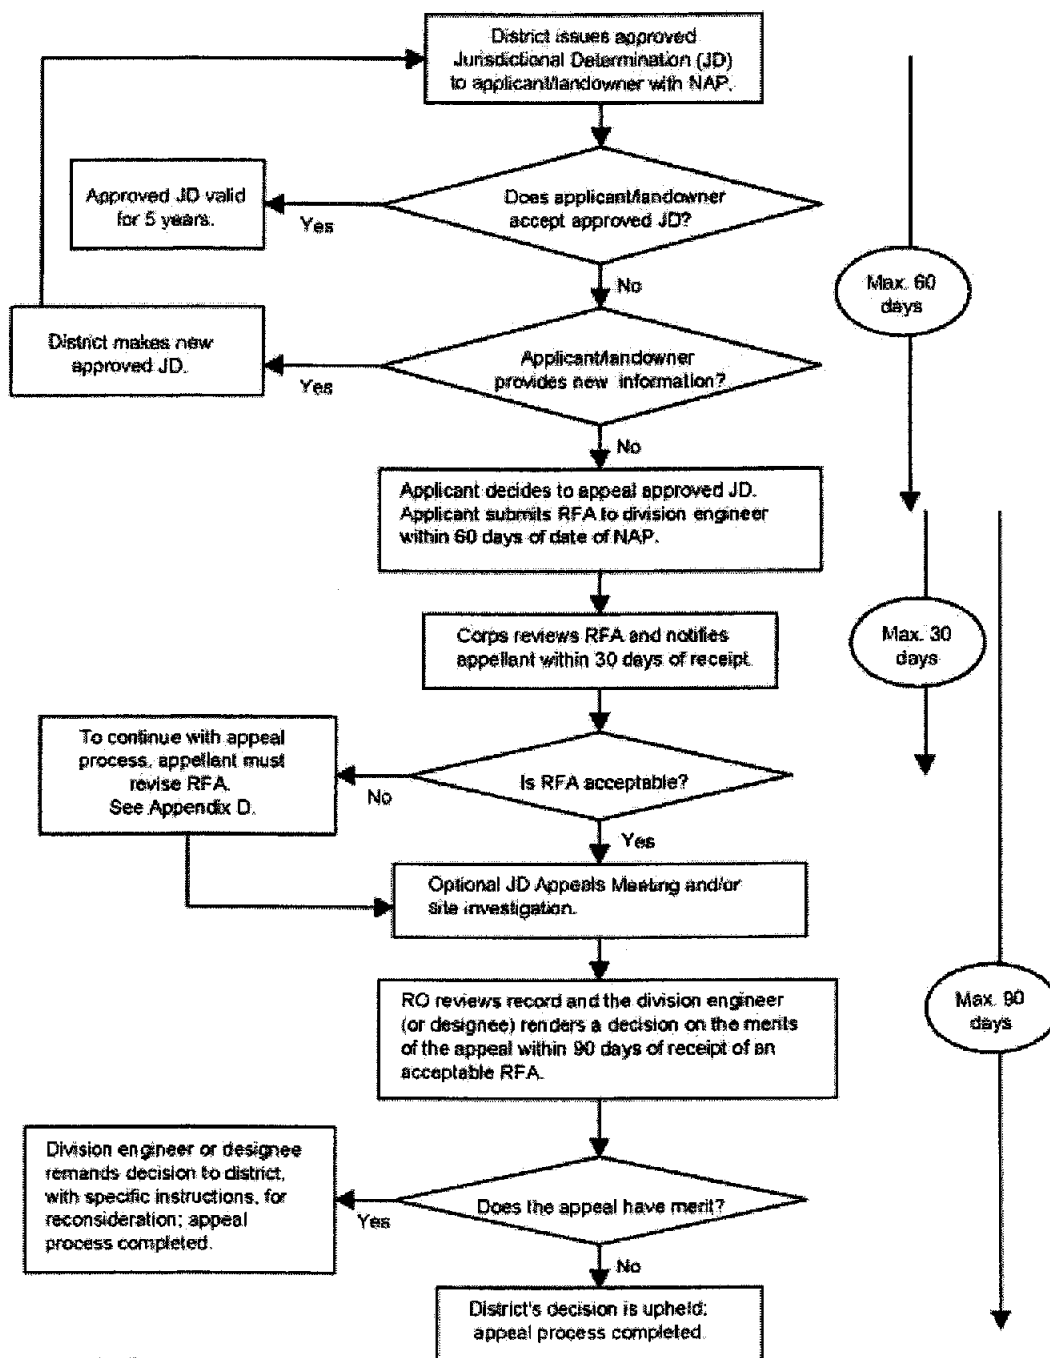 District issues approved
Jurisdictional Determination (JD)
to applicant/landowner with NAP.
Approved JD valid
for 5 years.
Yes
Does applicant/landowner
accept approved JD?
No
Max. 60
days
District makes new
approved JD.
Yes
Applicant/landowner
provides new information?
No
Applicant decides to appeal approved JD.
Applicant submits RFA to division engineer
within 60 days of date of NAP.
Corps reviews RFA and notifies
appellant within 30 days of receipt.
Max. 30
days
To continue with appeal
process, appellant must
revise RFA.
See Appendix D.
No
Is RFA acceptable?
Yes
Optional JD Appeals Meeting and/or
site investigation.
RO reviews record and the division engineer
(or designee) renders a decision on the merits
of the appeal within 90 days of receipt of an
acceptable RFA.
Max. 90
days
Division engineer or designee
remands decision to district,
with specific instructions, for
reconsideration; appeal
process completed.
Yes
Does the appeal have merit?
No
District's decision is upheld;
appeal process completed.